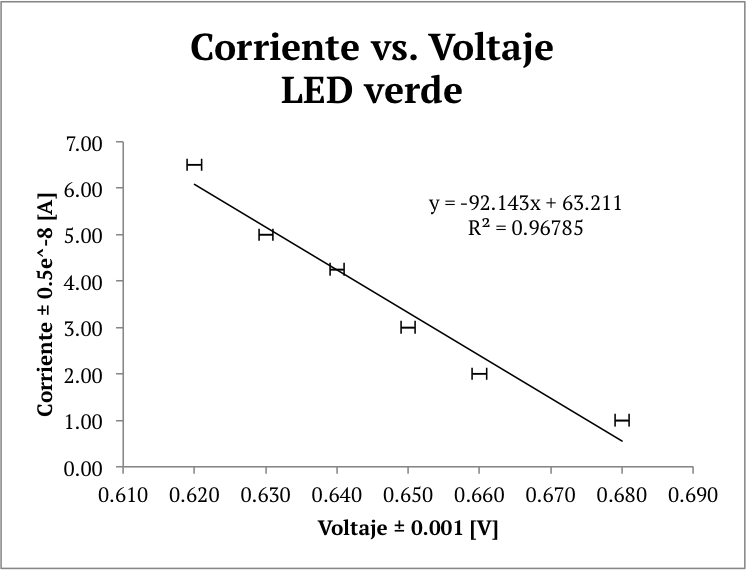 Corriente vs. Voltaje
LED verde
7.00
6.00
5.00
4.00
3.00
2.00
1.00
0.00
Corriente ± 0.5e^-8 [A]
y = -92.143x + 63.211
R² = 0.96785
0.610 0.620 0.630 0.640 0.650 0.660 0.670 0.680 0.690
Voltaje ± 0.001 [V]